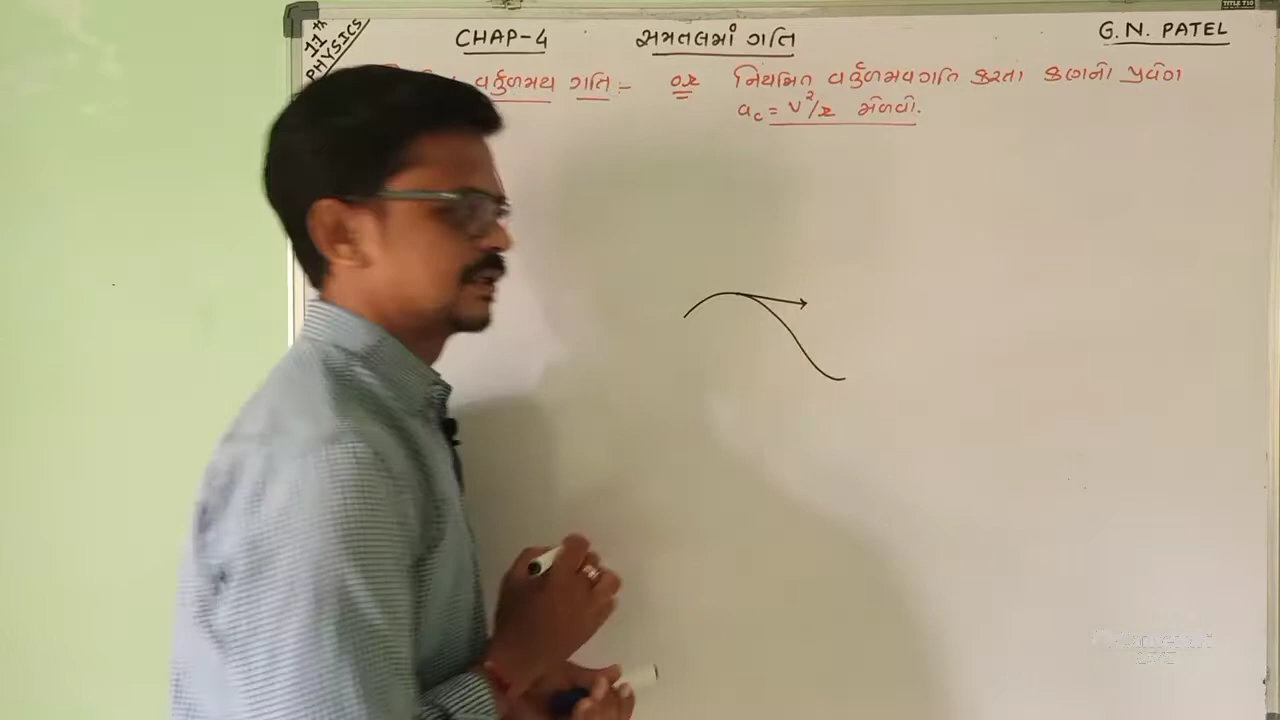 11th PHYSICS
CHAP-4 સમતલમાં ગતિ G. N. PATEL
વર્તુળમય ગતિ :- OR નિયમિત વર્તુળમયગતિ કરતા કણનો પ્રવેગ
ac = v²/r મેળવો.